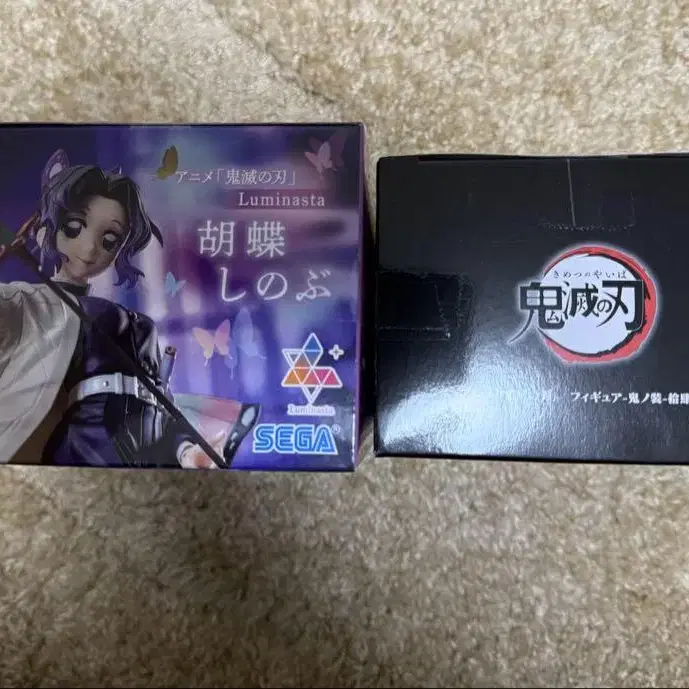 アニメ「鬼滅の刃」
Luminasta
胡蝶
しのぶ
Luminasta
SEGA
きめつのやいば
鬼滅の刃
フィギュア-鬼ノ装-拾肆